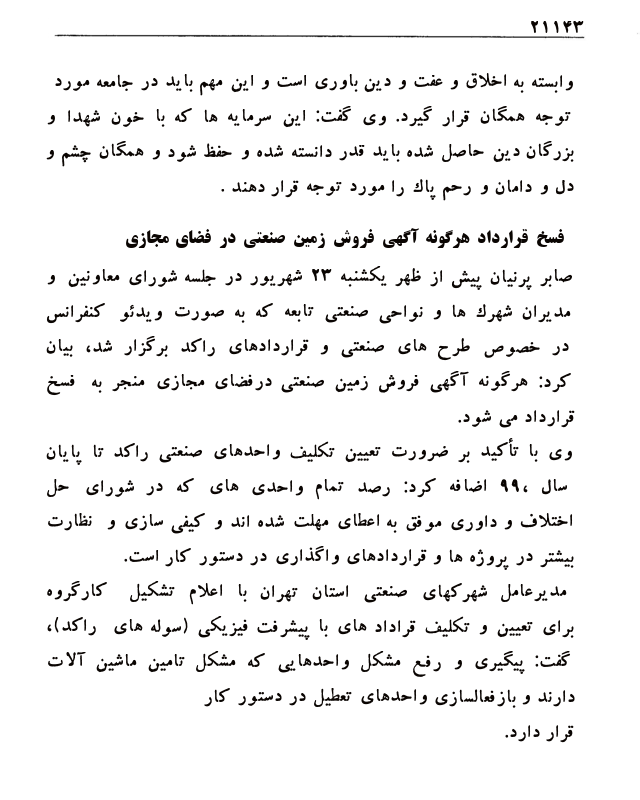 ۲۱۱۴۳
وابسته به اخلاق و عفت و دین باوری است و این مهم باید در جامعه مورد
توجه همگان قرار گیرد. وی گفت: این سرمایه ها که با خون شهدا و
بزرگان دین حاصل شده باید قدر دانسته شده و حفظ شود و همگان چشم و
دل و دامان و رحم پاك را مورد توجه قرار دهند .
فسخ قرارداد هرگونه آگهی فروش زمین صنعتی در فضای مجازی
صابر پرنیان پیش از ظهر یکشنبه ۲۳ شهریور در جلسه شورای معاونین و
مدیران شهرك ها و نواحی صنعتی تابعه که به صورت ویدئو کنفرانس
در خصوص طرح های صنعتی و قراردادهای راکد برگزار شد، بیان
کرد: هرگونه آگهی فروش زمین صنعتی درفضای مجازی منجر به فسخ
قرارداد می شود.
وی با تأکید بر ضرورت تعیین تکلیف واحدهای صنعتی راکد تا پایان
سال ۹۹، اضافه کرد: رصد تمام واحدی های که در شورای حل
اختلاف و داوری موفق به اعطای مهلت شده اند و کیفی سازی و نظارت
بیشتر در پروژه ها و قراردادهای واگذاری در دستور کار است.
مدیرعامل شهرکهای صنعتی استان تهران با اعلام تشکیل کارگروه
برای تعیین و تکلیف قراداد های با پیشرفت فیزیکی (سوله های راکد)،
گفت: پیگیری و رفع مشکل واحدهایی که مشکل تامین ماشین آلات
دارند و بازفعالسازی واحدهای تعطیل در دستور کار
قرار دارد.